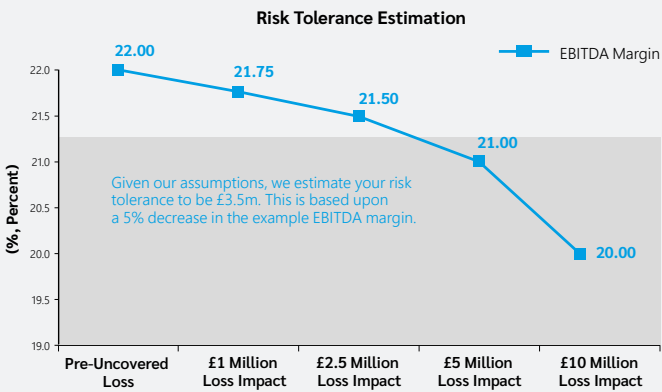 Risk Tolerance Estimation
EBITDA Margin
22.00
21.75
21.50
21.00
20.00
22.0
21.5
21.0
20.5
20.0
19.5
19.0
(%, Percent)
Given our assumptions, we estimate your risk
tolerance to be £3.5m. This is based upon
a 5% decrease in the example EBITDA margin.
Pre-Uncovered
Loss
£1 Million
Loss Impact
£2.5 Million
Loss Impact
£5 Million
Loss Impact
£10 Million
Loss Impact